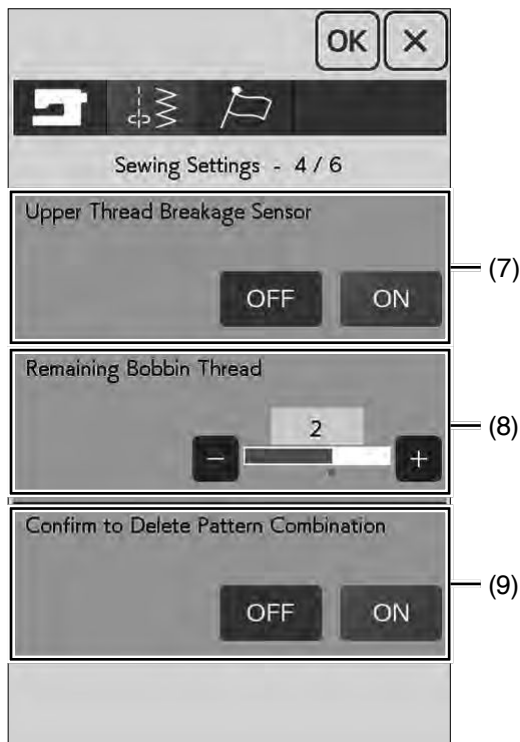 OK ×
Sewing Settings - 4 / 6
Upper Thread Breakage Sensor
OFF ON
(7)
Remaining Bobbin Thread
2
− +
(8)
Confirm to Delete Pattern Combination
OFF ON
(9)